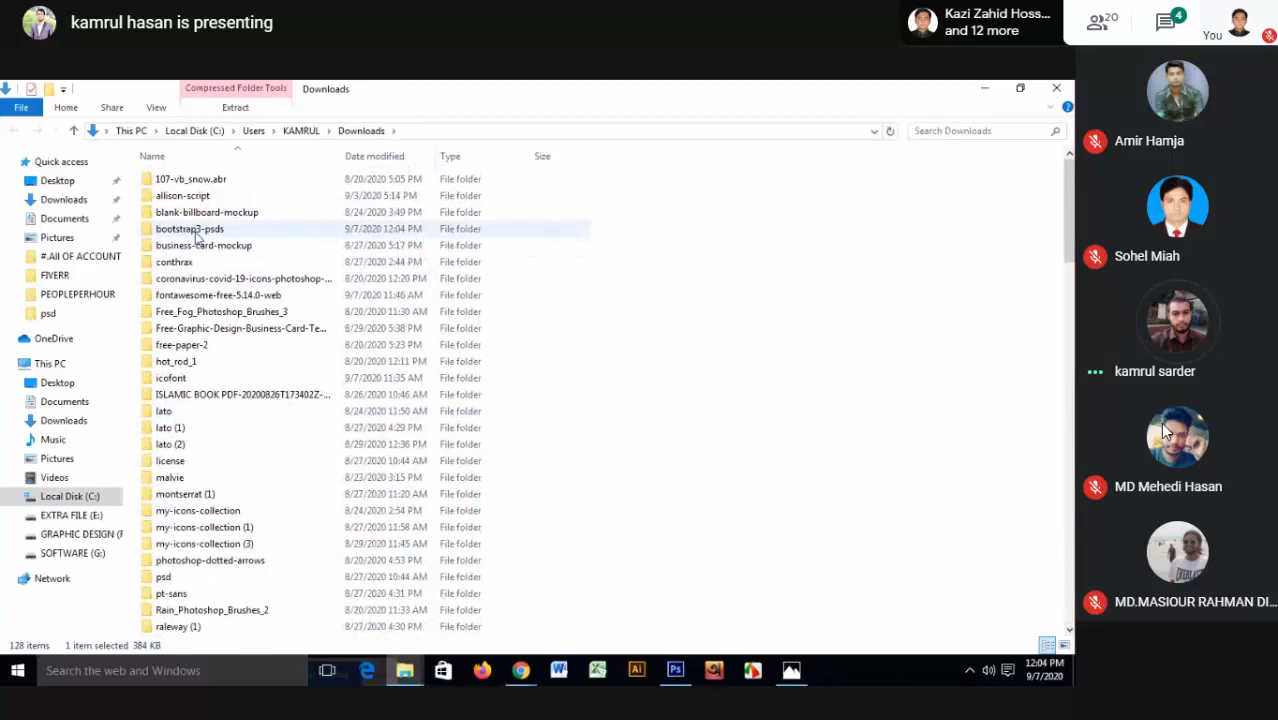 kamrul hasan is presenting
Kazi Zahid Hoss...
and 12 more
20
4
You
Compressed Folder Tools
Downloads
File
Home
Share
View
Extract
This PC
Local Disk (C:)
Users
KAMRUL
Downloads
Search Downloads
Name
Date modified
Type
Size
Quick access
Desktop
Downloads
Documents
Pictures
#.All OF ACCOUNT
FIVERR
PEOPLEPERHOUR
psd
OneDrive
This PC
Desktop
Documents
Downloads
Music
Pictures
Videos
Local Disk (C:)
EXTRA FILE (E:)
GRAPHIC DESIGN (F
SOFTWARE (G:)
Network
107-vb_snow.abr 8/20/2020 5:05 PM File folder
allison-script 9/3/2020 5:14 PM File folder
blank-billboard-mockup 8/24/2020 3:49 PM File folder
bootstrap3-psds 9/7/2020 12:04 PM File folder
business-card-mockup 8/27/2020 5:17 PM File folder
conthrax 8/27/2020 2:44 PM File folder
coronavirus-covid-19-icons-photoshop-... 8/20/2020 12:20 PM File folder
fontawesome-free-5.14.0-web 9/7/2020 11:46 AM File folder
Free_Fog_Photoshop_Brushes_3 8/20/2020 11:30 AM File folder
Free-Graphic-Design-Business-Card-Te... 8/29/2020 5:38 PM File folder
free-paper-2 8/20/2020 5:23 PM File folder
hot_rod_1 8/20/2020 12:11 PM File folder
icofont 9/7/2020 11:35 AM File folder
ISLAMIC BOOK PDF-20200826T173402Z-... 8/26/2020 10:46 AM File folder
lato 8/24/2020 11:50 AM File folder
lato (1) 8/27/2020 4:29 PM File folder
lato (2) 8/29/2020 12:36 PM File folder
license 8/27/2020 10:44 AM File folder
malvie 8/23/2020 3:15 PM File folder
montserrat (1) 8/27/2020 11:20 AM File folder
my-icons-collection 8/24/2020 2:54 PM File folder
my-icons-collection (1) 8/27/2020 11:58 AM File folder
my-icons-collection (3) 8/29/2020 11:45 AM File folder
photoshop-dotted-arrows 8/20/2020 4:53 PM File folder
psd 8/27/2020 10:44 AM File folder
pt-sans 8/27/2020 4:31 PM File folder
Rain_Photoshop_Brushes_2 8/20/2020 11:33 AM File folder
raleway (1) 8/27/2020 4:30 PM File folder
128 items 1 item selected 384 KB
Search the web and Windows
W
Ai
Ps
12:04 PM
9/7/2020
Amir Hamja
Sohel Miah
kamrul sarder
MD Mehedi Hasan
MD.MASIOUR RAHMAN DI...